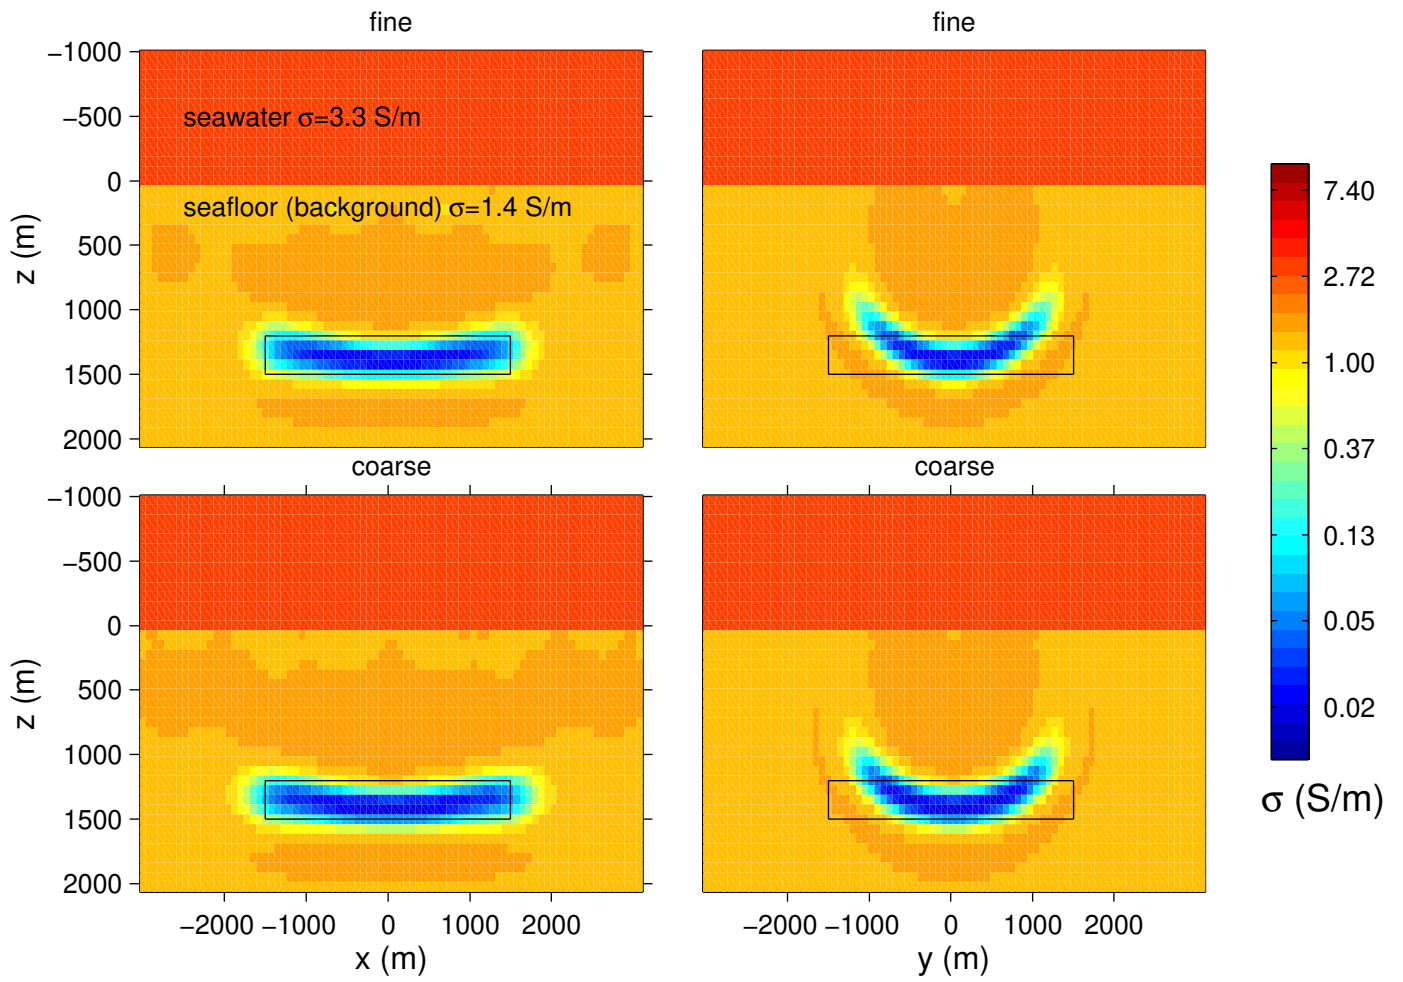 fine
fine
−1000
−500
0
500
1000
1500
2000
z (m)
seawater σ=3.3 S/m
seafloor (background) σ=1.4 S/m
coarse
coarse
−1000
−500
0
500
1000
1500
2000
z (m)
−2000 −1000 0 1000 2000
x (m)
−2000 −1000 0 1000 2000
y (m)
7.40
2.72
1.00
0.37
0.13
0.05
0.02
σ (S/m)